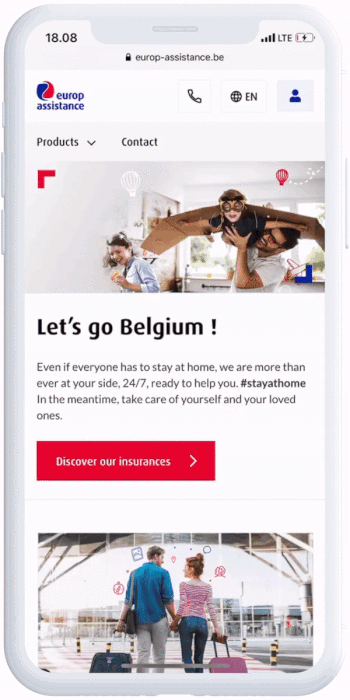 18.08
LTE
europ-assistance.be
europ
assistance
EN
Products
Contact
Let's go Belgium !
Even if everyone has to stay at home, we are more than
ever at your side, 24/7, ready to help you. #stayathome
In the meantime, take care of yourself and your loved
ones.
Discover our insurances